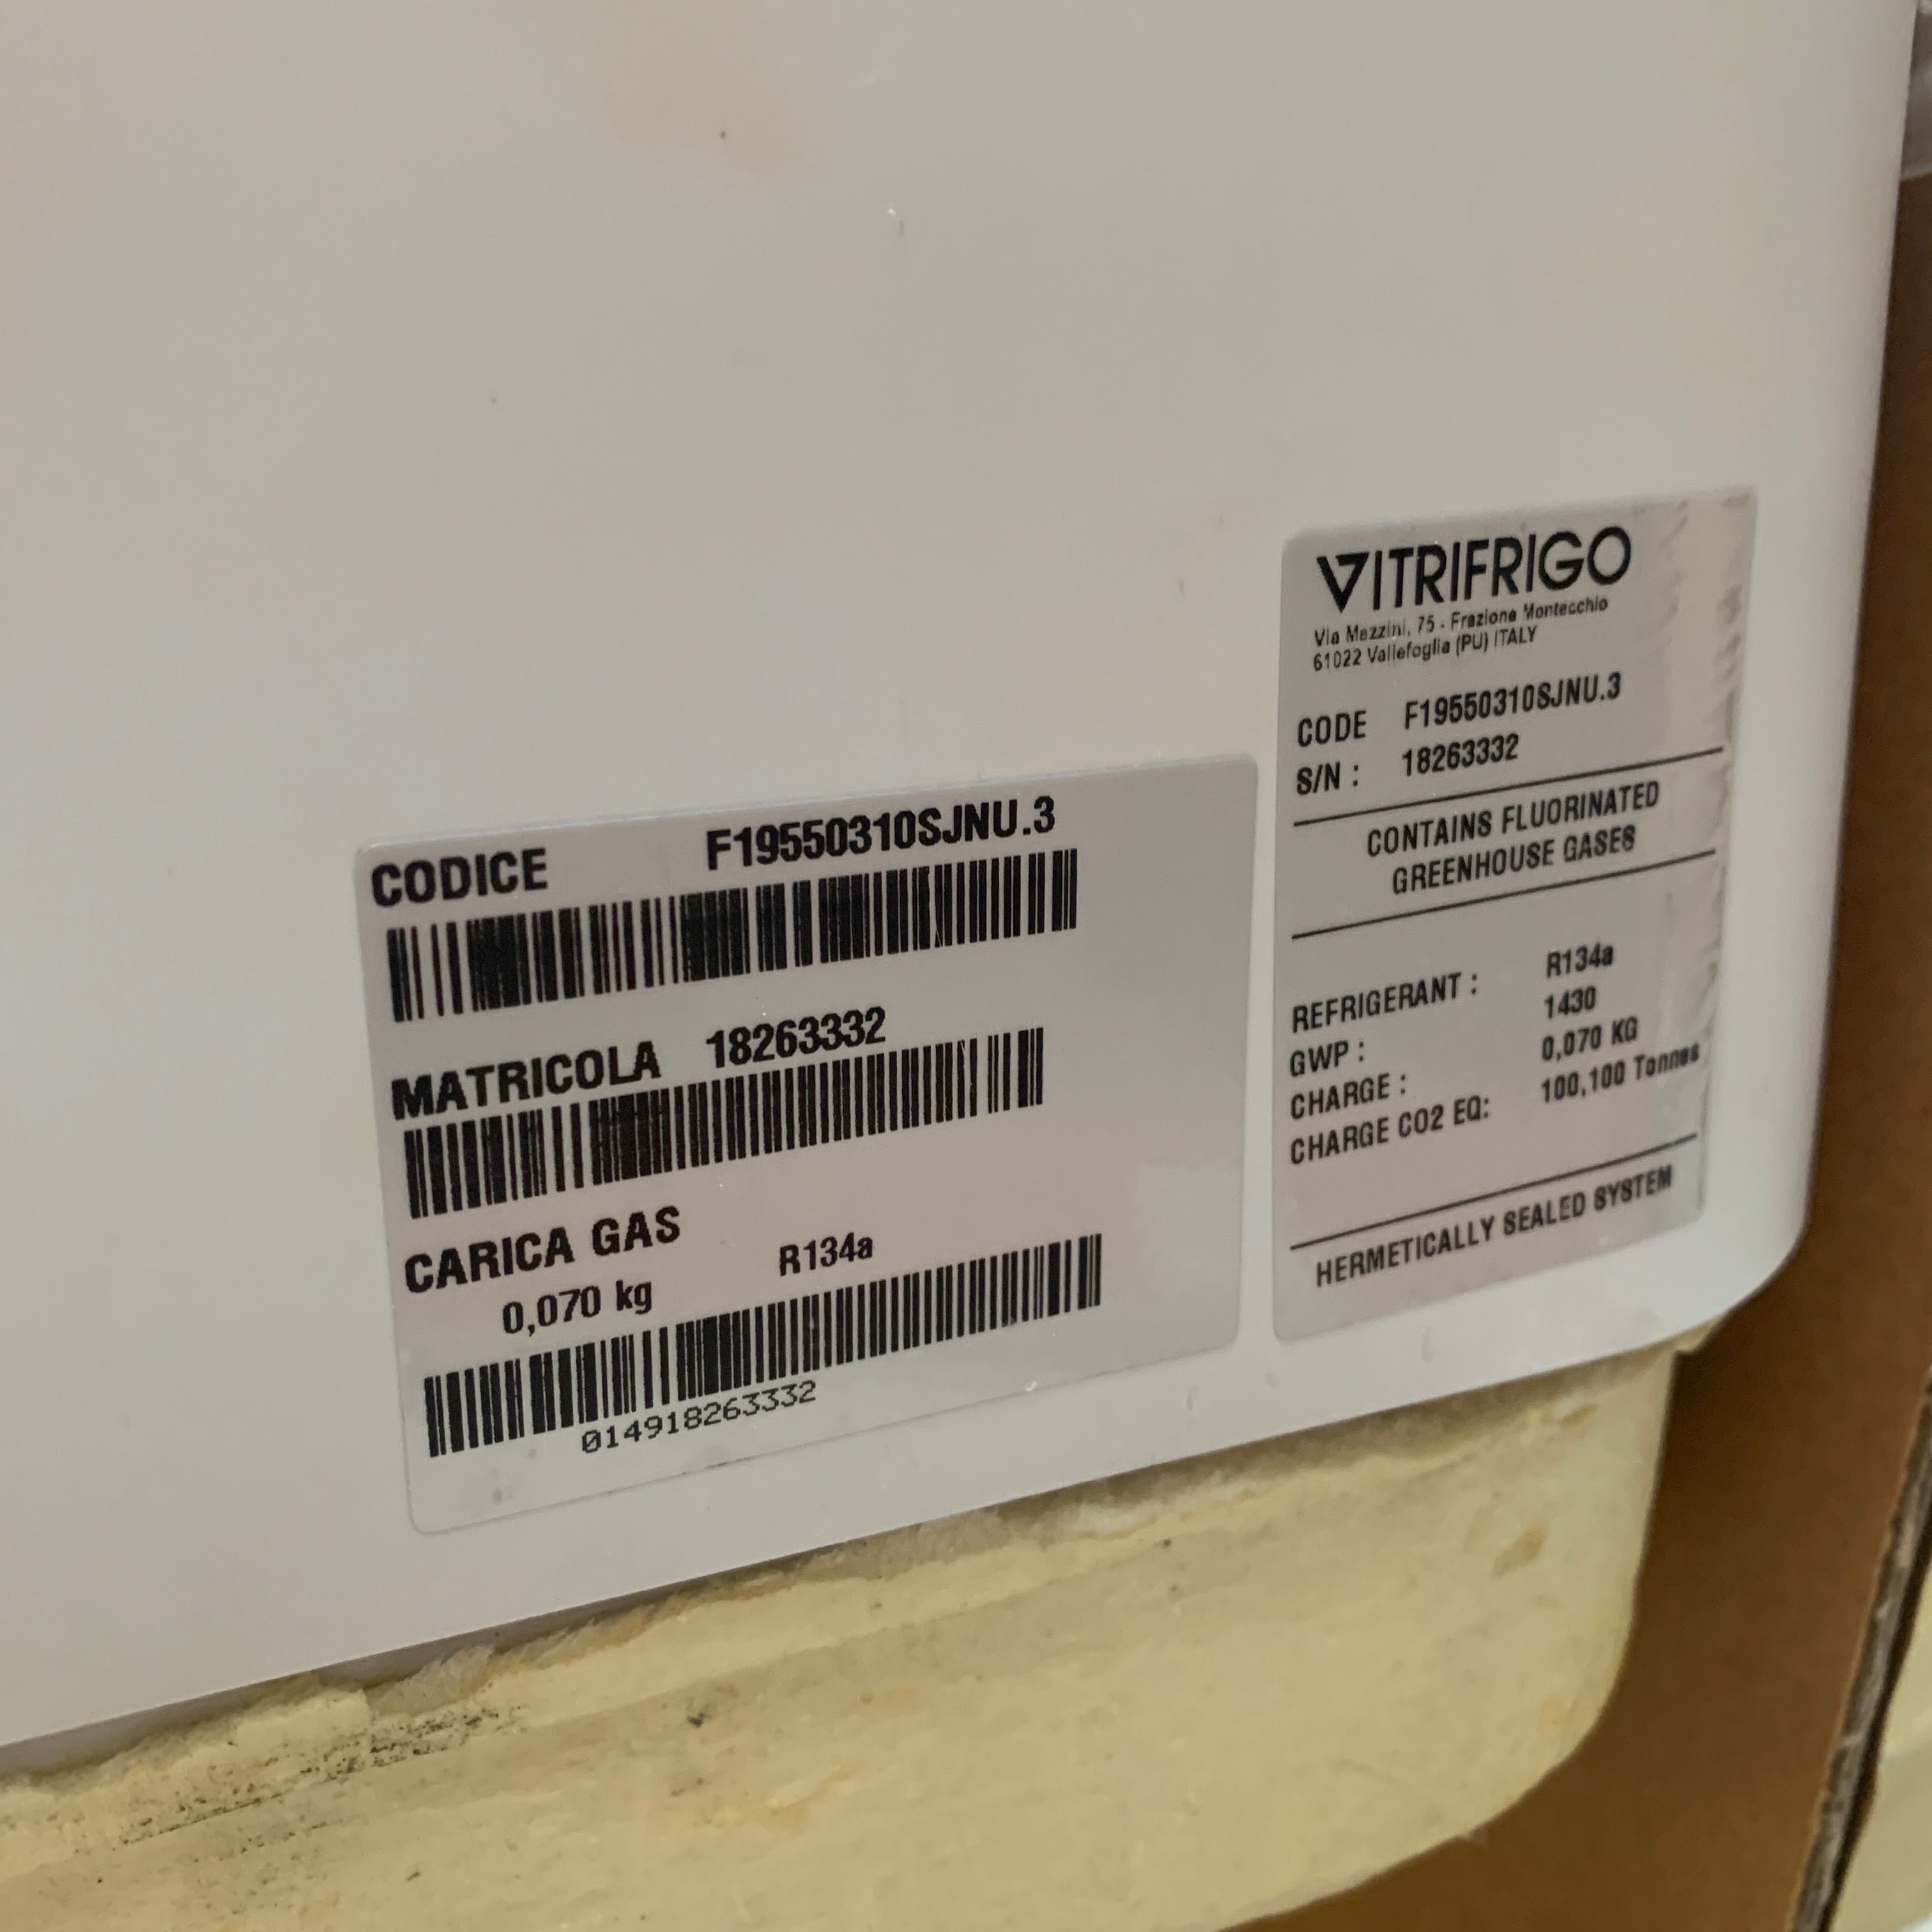 CODICE F19550310SJNU.3
MATRICOLA 18263332
CARICA GAS
0,070 kg R134a
014918263332
VITRIFRIGO
Via Mazzini, 75 - Frazione Montecchio
61022 Vallefoglia (PU) ITALY
CODE F19550310SJNU.3
S/N : 18263332
CONTAINS FLUORINATED
GREENHOUSE GASES
REFRIGERANT : R134a
GWP : 1430
CHARGE : 0,070 KG
CHARGE CO2 EQ: 100,100 Tonnes
HERMETICALLY SEALED SYSTEM